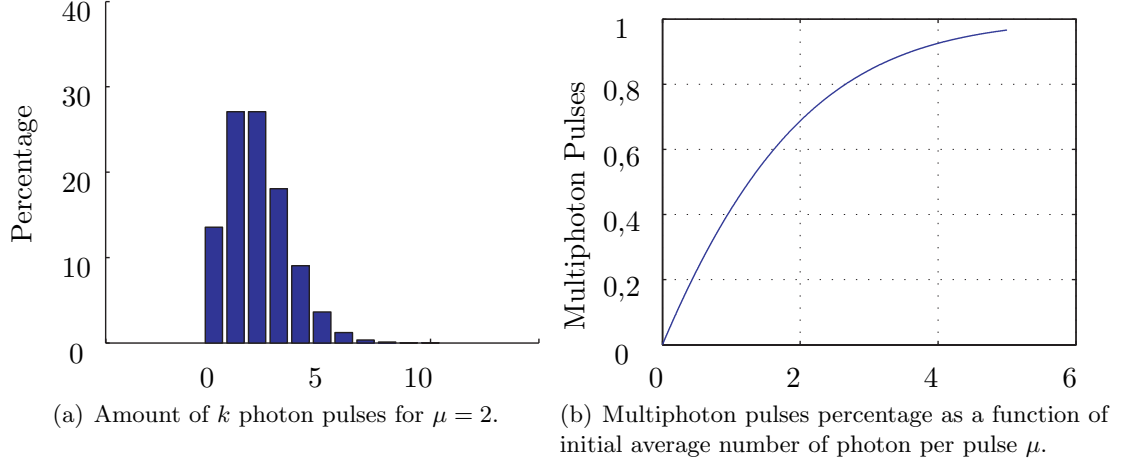 40
30
20
10
0
Percentage
0 5 10
(a) Amount of k photon pulses for μ = 2.
1
0,8
0,6
0,4
0,2
0
Multiphoton Pulses
0 2 4 6
(b) Multiphoton pulses percentage as a function of
initial average number of photon per pulse μ.